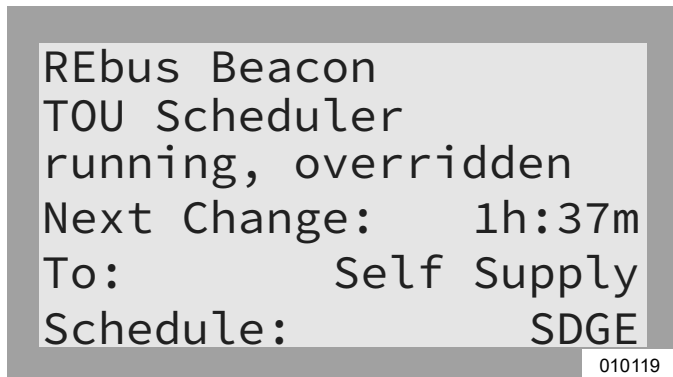 REbus Beacon
TOU Scheduler
running, overridden
Next Change: 1h:37m
To: Self Supply
Schedule: SDGE
010119